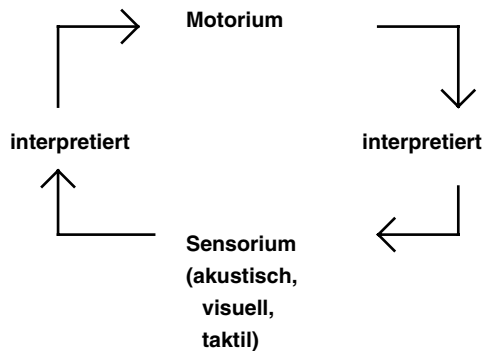 Motorium
interpretiert
interpretiert
Sensorium
(akustisch,
visuell,
taktil)